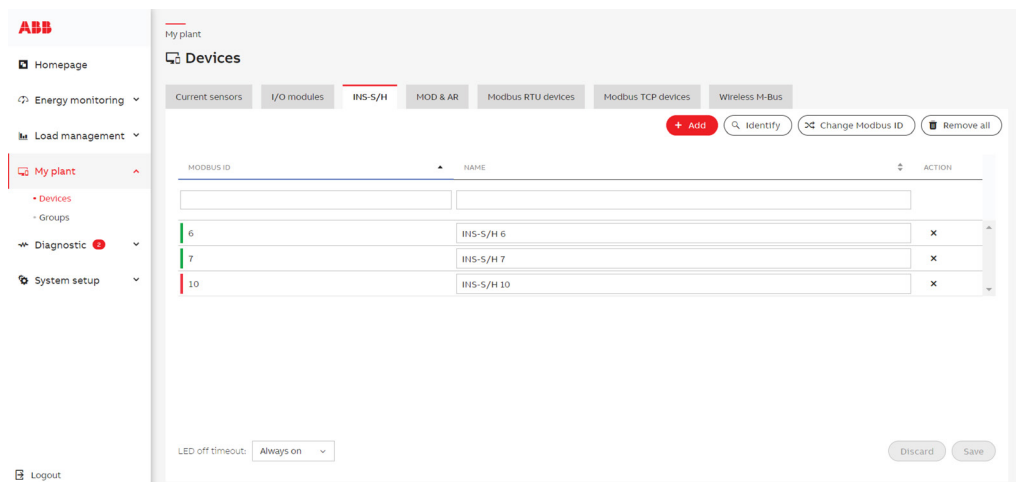 ABB
Homepage
Energy monitoring
Load management
My plant
• Devices
- Groups
Diagnostic 2
System setup
Logout
My plant
Devices
Current sensors I/O modules INS-S/H MOD & AR Modbus RTU devices Modbus TCP devices Wireless M-Bus
+ Add Identify Change Modbus ID Remove all
MODBUS ID NAME ACTION
6 INS-S/H 6 ×
7 INS-S/H 7 ×
10 INS-S/H 10 ×
LED off timeout: Always on Discard Save